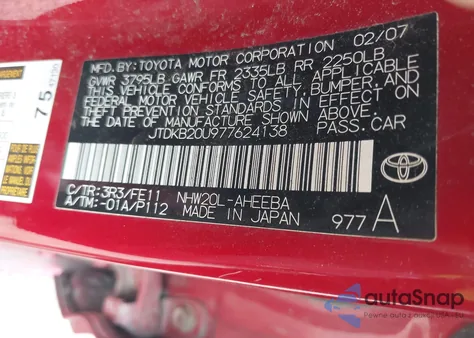 MFD. BY: TOYOTA MOTOR CORPORATION 02/07
GVWR 3795LB GAWR FR 2335LB RR 2250LB
THIS VEHICLE CONFORMS TO ALL APPLICABLE
FEDERAL MOTOR VEHICLE SAFETY, BUMPER, AND
THEFT PREVENTION STANDARDS IN EFFECT ON
THE DATE OF MANUFACTURE SHOWN ABOVE.
JTDKB20U977624138 PASS.CAR
C/TR:3R3/FE11 NHW20L-AHEEBA
A/TM:-01A/P112 MADE IN JAPAN
977 A
TOYOTA
75
autoSnap